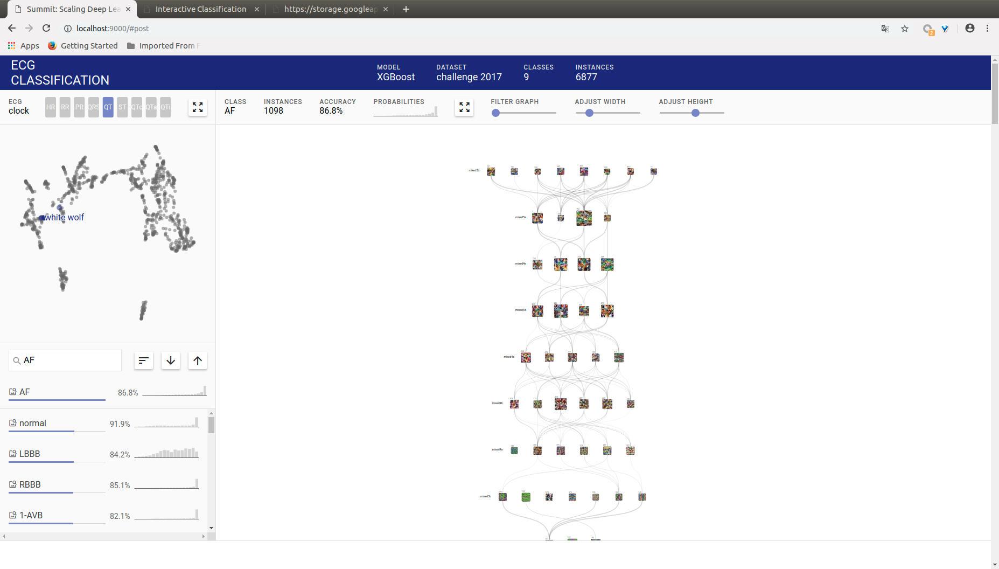 Summit: Scaling Deep Lea
Interactive Classification
https://storage.googleap
localhost:9000/#post
2
Apps
Getting Started
Imported From F
ECG
CLASSIFICATION
MODEL
XGBoost
DATASET
challenge 2017
CLASSES
9
INSTANCES
6877
ECG
clock
HR RR PR QRS QT ST QTc QTa QTi
CLASS
AF
INSTANCES
1098
ACCURACY
86.8%
PROBABILITIES
FILTER GRAPH
ADJUST WIDTH
ADJUST HEIGHT
white wolf
AF
AF 86.8%
normal 91.9%
LBBB 84.2%
RBBB 85.1%
1-AVB 82.1%
mixed5b
mixed5a
mixed4e
mixed4d
mixed4c
mixed4b
mixed4a
mixed3b